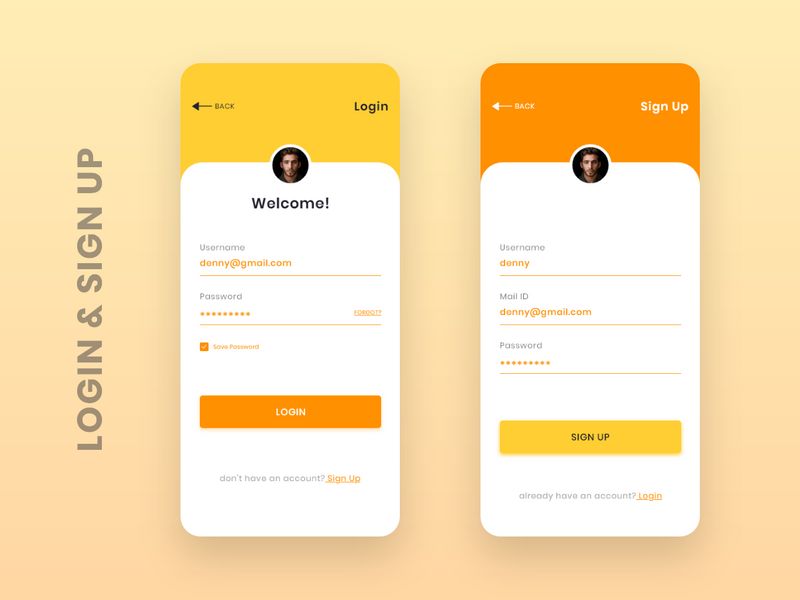 LOGIN & SIGN UP
BACK
Login
Welcome!
Username
denny@gmail.com
Password
*********
FORGOT?
Save Password
LOGIN
don't have an account? Sign Up
BACK
Sign Up
Username
denny
Mail ID
denny@gmail.com
Password
*********
SIGN UP
already have an account? Login